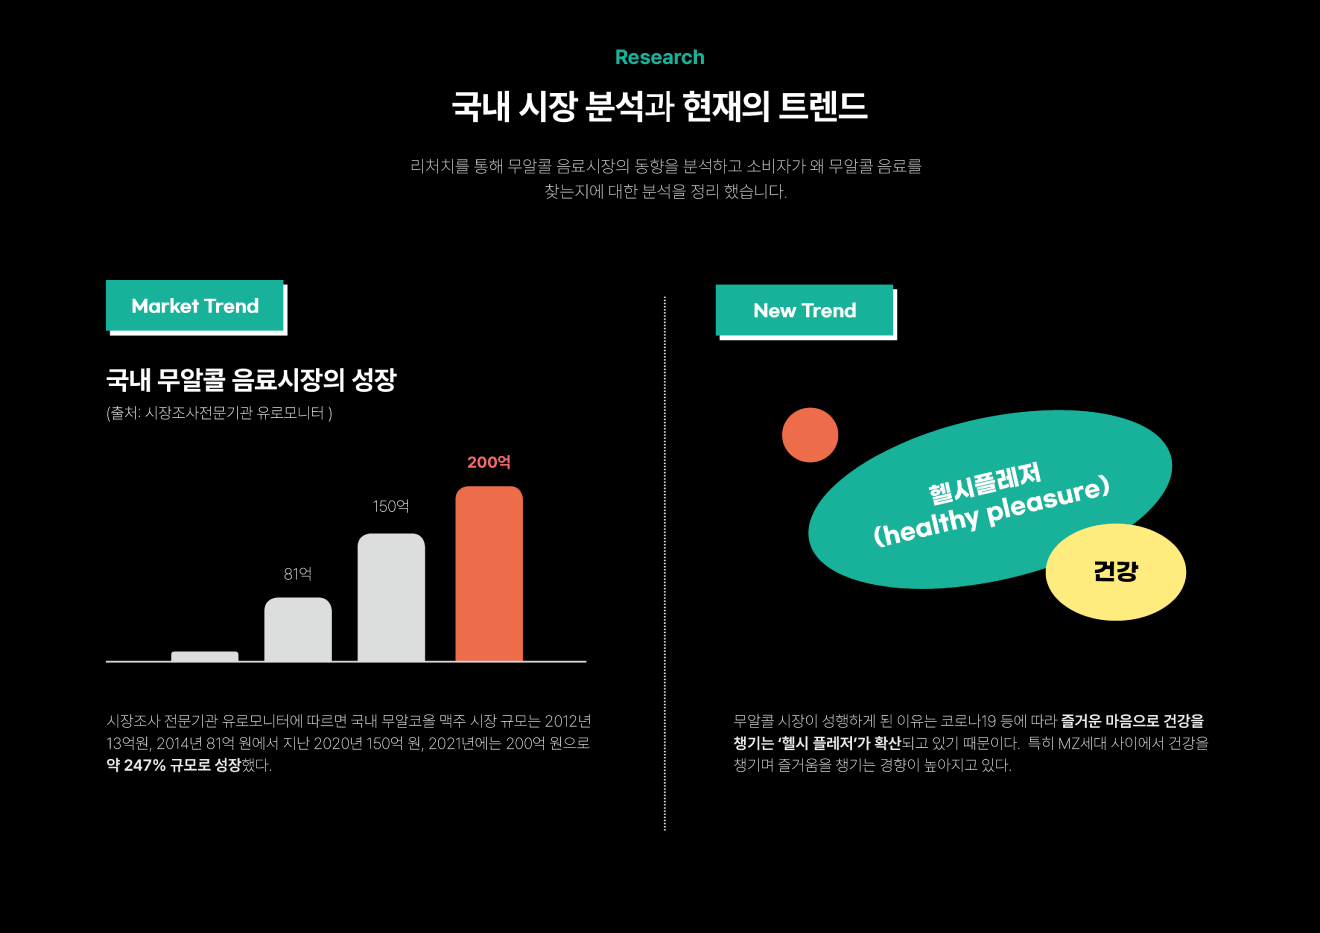 Research
국내 시장 분석과 현재의 트렌드
리처치를 통해 무알콜 음료시장의 동향을 분석하고 소비자가 왜 무알콜 음료를
찾는지에 대한 분석을 정리 했습니다.
Market Trend
국내 무알콜 음료시장의 성장
(출처: 시장조사전문기관 유로모니터 )
200억
150억
81억
시장조사 전문기관 유로모니터에 따르면 국내 무알코올 맥주 시장 규모는 2012년
13억원, 2014년 81억 원에서 지난 2020년 150억 원, 2021년에는 200억 원으로
약 247% 규모로 성장했다.
New Trend
헬시플레저
(healthy pleasure)
건강
무알콜 시장이 성행하게 된 이유는 코로나19 등에 따라 즐거운 마음으로 건강을
챙기는 ‘헬시 플레저’가 확산되고 있기 때문이다.  특히 MZ세대 사이에서 건강을
챙기며 즐거움을 챙기는 경향이 높아지고 있다.